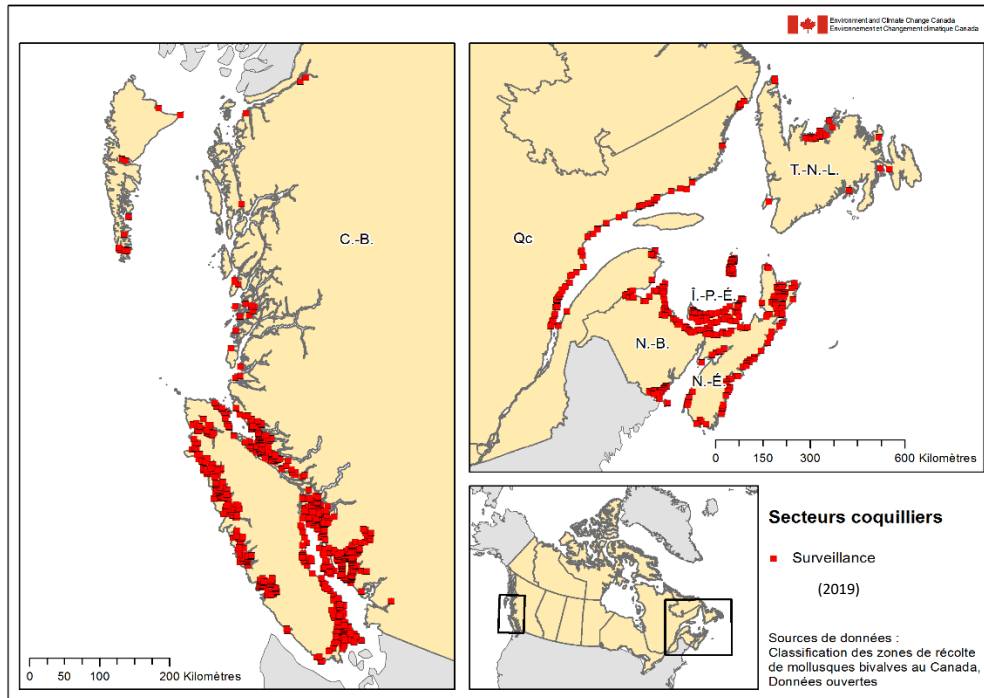 Environment and Climate Change Canada
Environnement et Changement climatique Canada
C.-B.
0 50 100 200 Kilomètres
Qc
T.-N.-L.
Î.-P.-É.
N.-B.
N.-É.
0 150 300 600 Kilomètres
Secteurs coquilliers
Surveillance
(2019)
Sources de données :
Classification des zones de récolte
de mollusques bivalves au Canada,
Données ouvertes